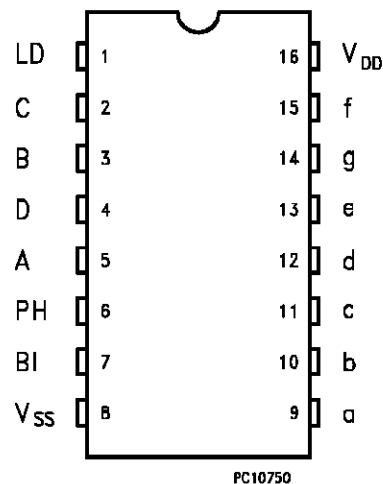 LD 1 16 VDD
C 2 15 f
B 3 14 g
D 4 13 e
A 5 12 d
PH 6 11 c
BI 7 10 b
VSS 8 9 a
PC10750